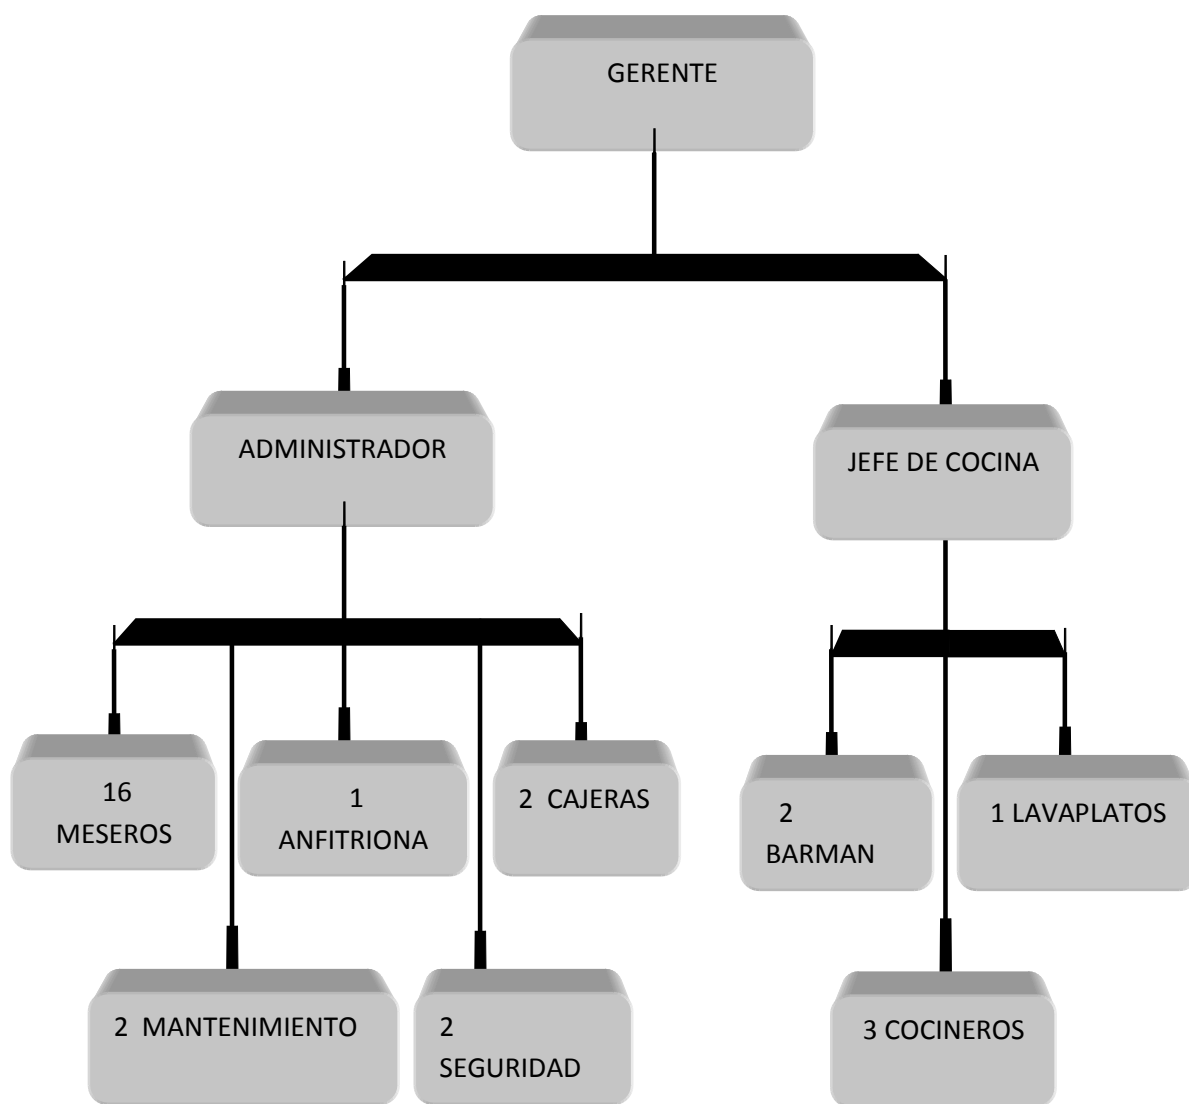 GERENTE
ADMINISTRADOR
JEFE DE COCINA
16
MESEROS
1
ANFITRIONA
2 CAJERAS
2
BARMAN
1 LAVAPLATOS
2 MANTENIMIENTO
2
SEGURIDAD
3 COCINEROS